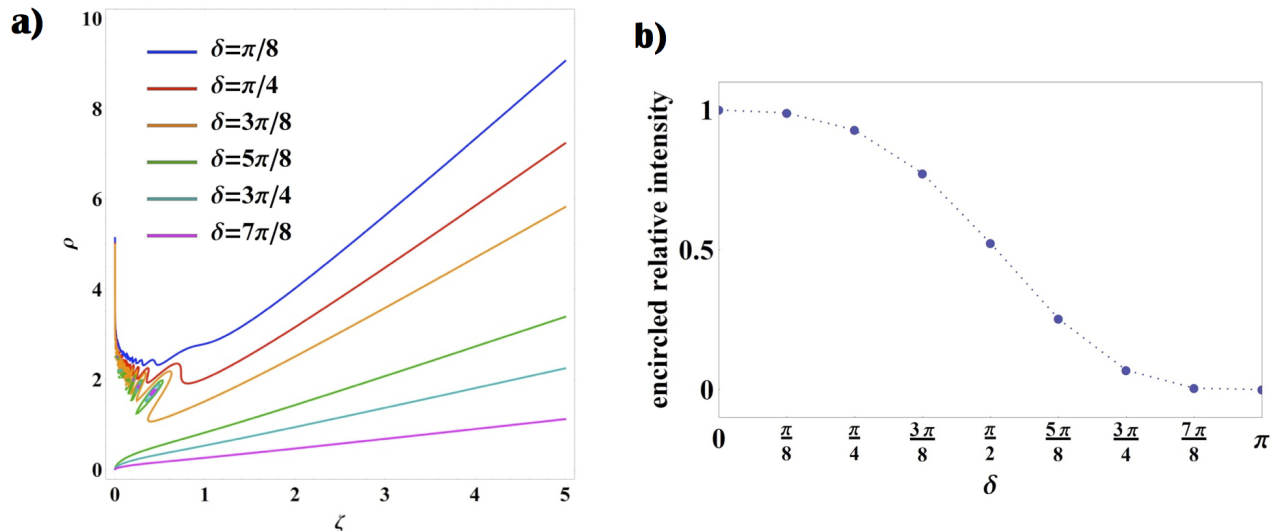 a)
10
8
6
4
2
0
ρ
δ=π/8
δ=π/4
δ=3π/8
δ=5π/8
δ=3π/4
δ=7π/8
0 1 2 3 4 5
ζ
b)
encircled relative intensity
1
0.5
0
0 π/8 π/4 3π/8 π/2 5π/8 3π/4 7π/8 π
δ